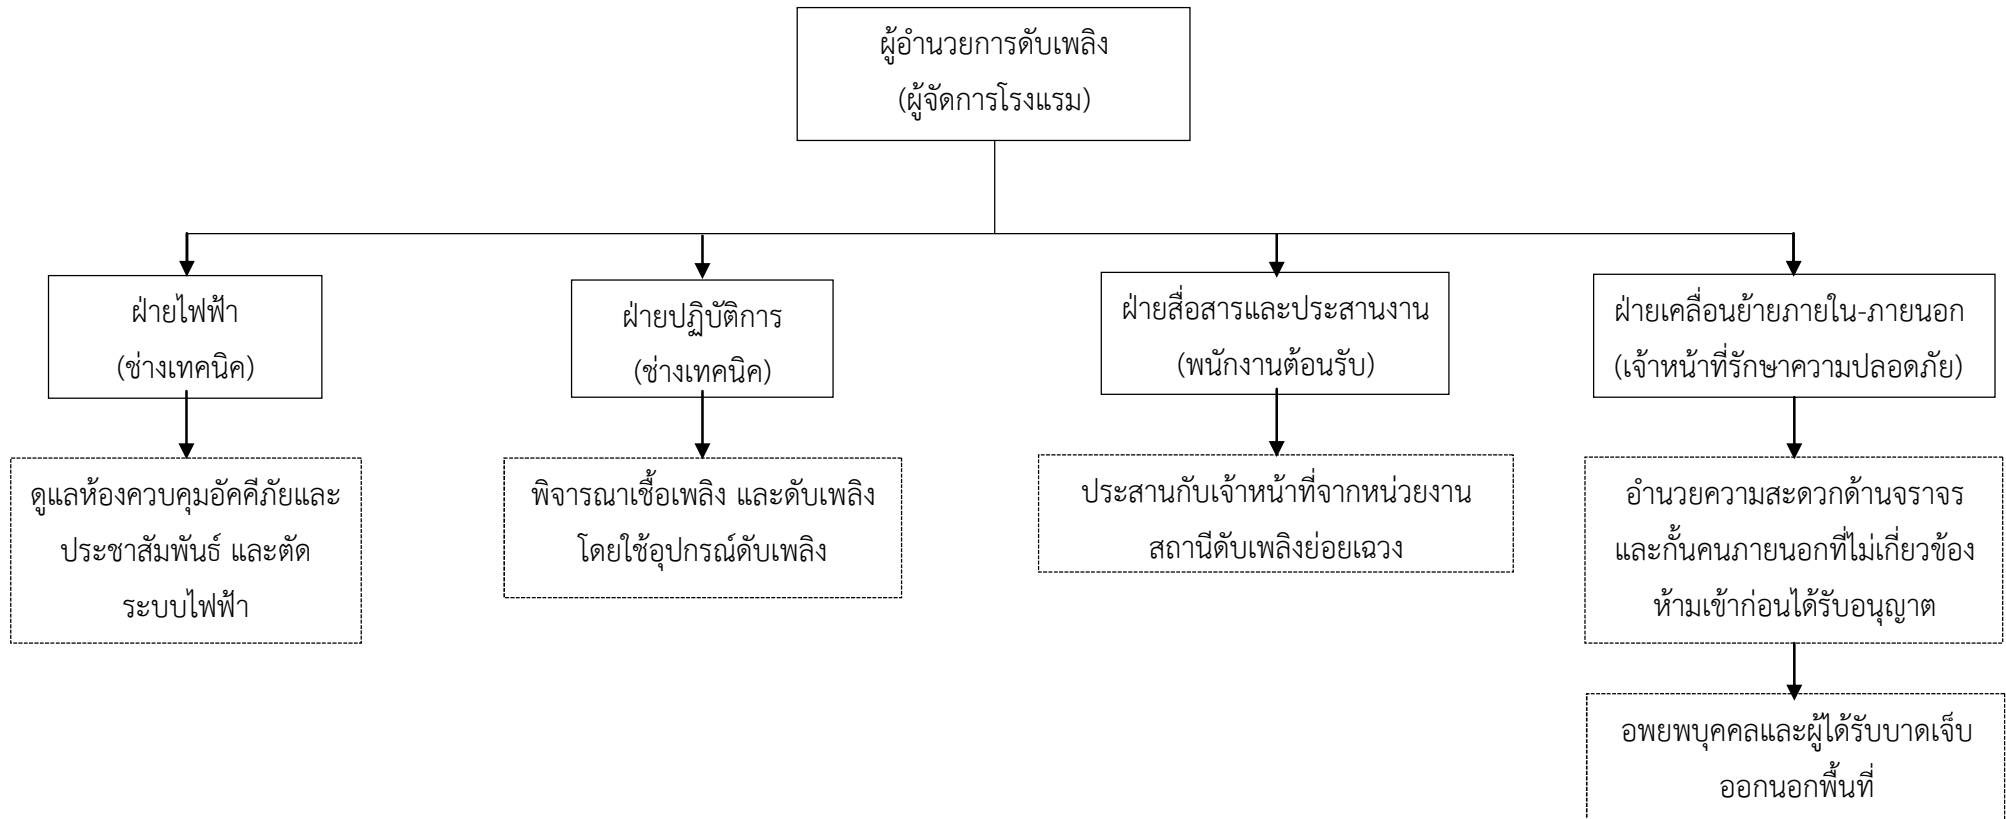 ผู้อำนวยการดับเพลิง
(ผู้จัดการโรงแรม)
ฝ่ายไฟฟ้า
(ช่างเทคนิค)
ฝ่ายปฏิบัติการ
(ช่างเทคนิค)
ฝ่ายสื่อสารและประสานงาน
(พนักงานต้อนรับ)
ฝ่ายเคลื่อนย้ายภายใน-ภายนอก
(เจ้าหน้าที่รักษาความปลอดภัย)
ดูแลห้องควบคุมอัคคีภัยและ
ประชาสัมพันธ์ และตัด
ระบบไฟฟ้า
พิจารณาเชื้อเพลิง และดับเพลิง
โดยใช้อุปกรณ์ดับเพลิง
ประสานกับเจ้าหน้าที่จากหน่วยงาน
สถานีดับเพลิงย่อยเฉวง
อำนวยความสะดวกด้านจราจร
และกั้นคนภายนอกที่ไม่เกี่ยวข้อง
ห้ามเข้าก่อนได้รับอนุญาต
อพยพบุคคลและผู้ได้รับบาดเจ็บ
ออกนอกพื้นที่